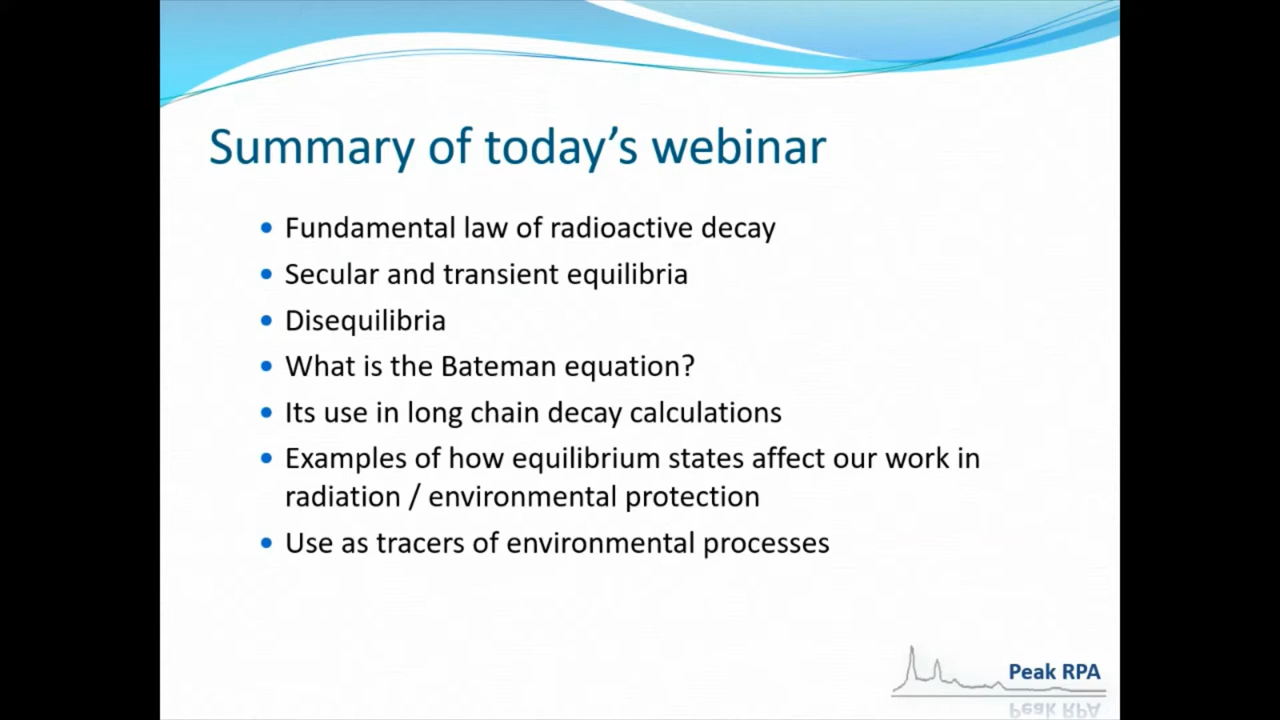 Summary of today's webinar
• Fundamental law of radioactive decay
• Secular and transient equilibria
• Disequilibria
• What is the Bateman equation?
• Its use in long chain decay calculations
• Examples of how equilibrium states affect our work in
radiation / environmental protection
• Use as tracers of environmental processes
Peak RPA